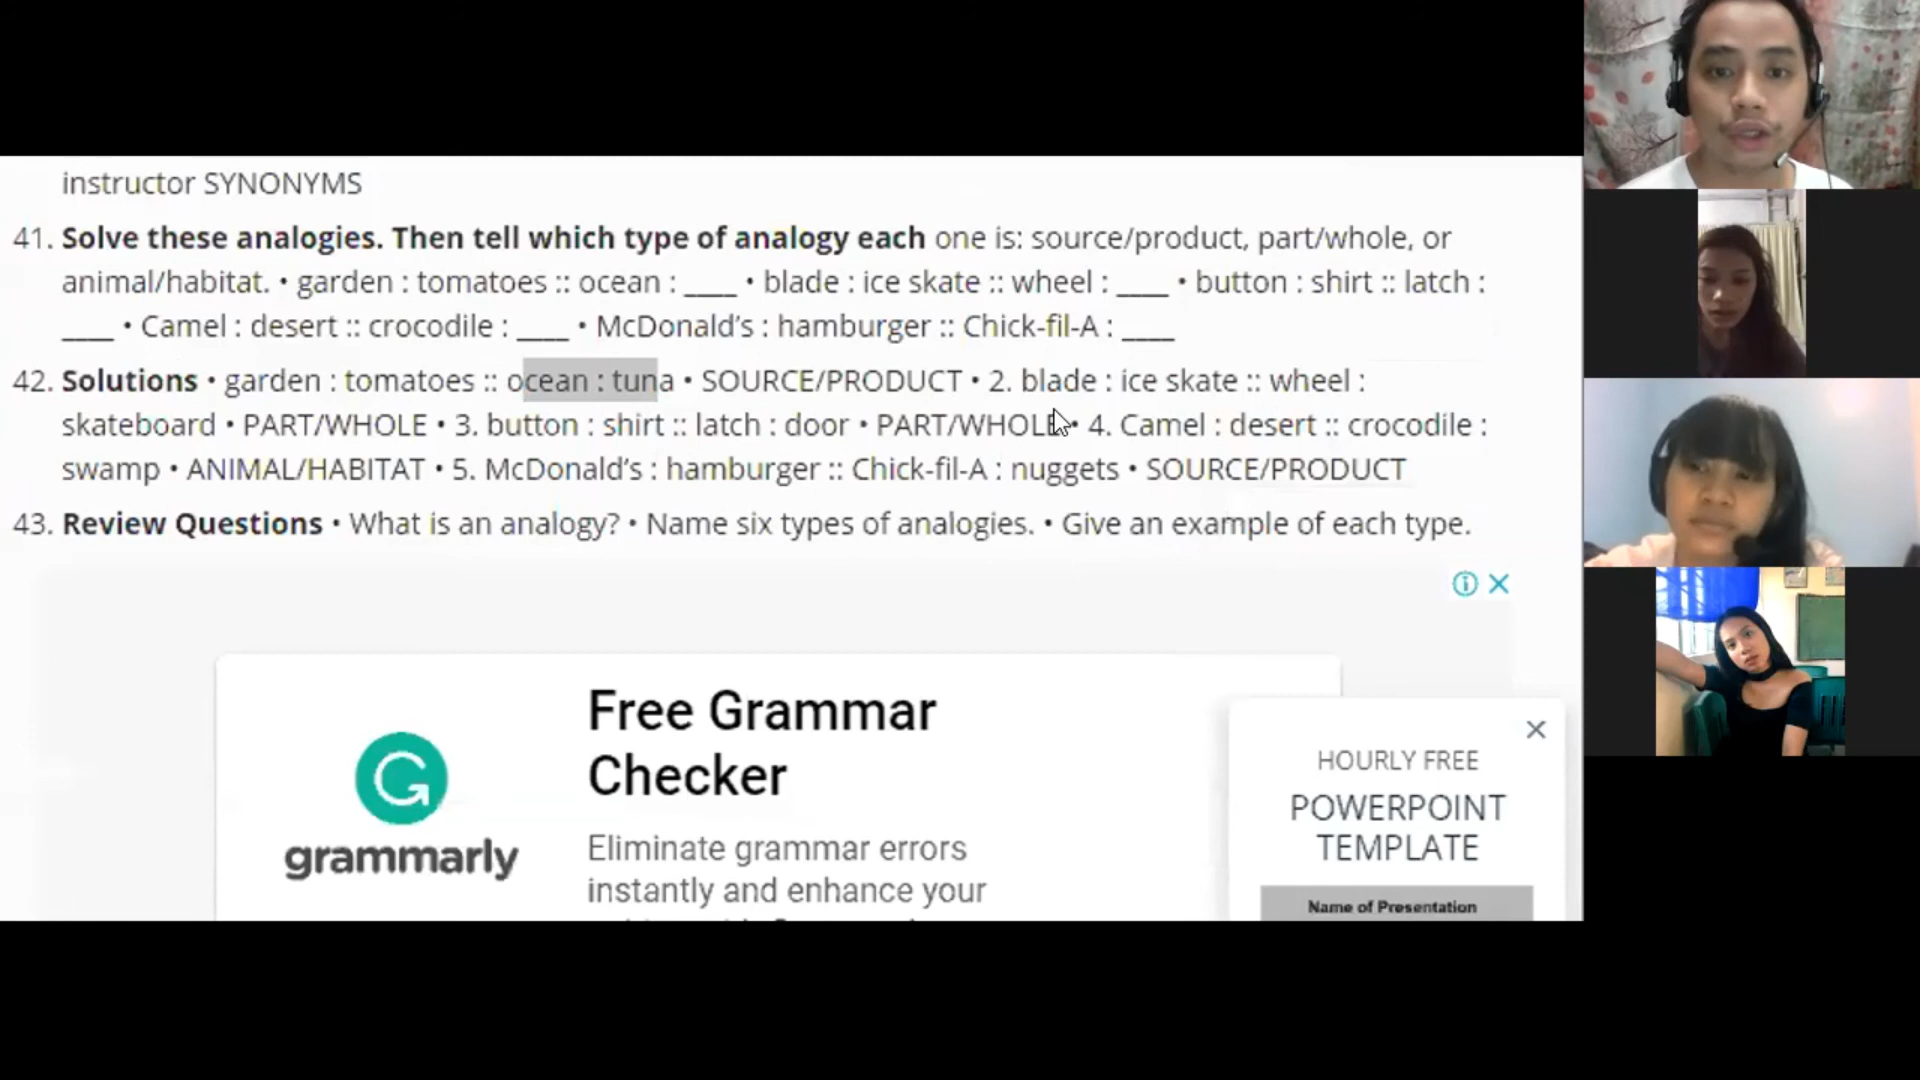 instructor SYNONYMS
41. Solve these analogies. Then tell which type of analogy each one is: source/product, part/whole, or
animal/habitat. • garden : tomatoes :: ocean : ____ • blade : ice skate :: wheel : ____ • button : shirt :: latch :
____ • Camel : desert :: crocodile : ____ • McDonald’s : hamburger :: Chick-fil-A : ____
42. Solutions • garden : tomatoes :: ocean : tuna • SOURCE/PRODUCT • 2. blade : ice skate :: wheel :
skateboard • PART/WHOLE • 3. button : shirt :: latch : door • PART/WHOLE • 4. Camel : desert :: crocodile :
swamp • ANIMAL/HABITAT • 5. McDonald’s : hamburger :: Chick-fil-A : nuggets • SOURCE/PRODUCT
43. Review Questions • What is an analogy? • Name six types of analogies. • Give an example of each type.
grammarly
Free Grammar
Checker
Eliminate grammar errors
instantly and enhance your
HOURLY FREE
POWERPOINT
TEMPLATE
Name of Presentation